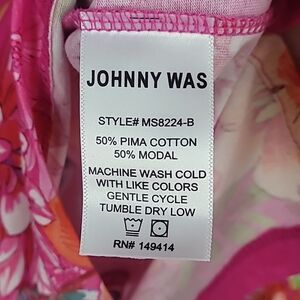 JOHNNY WAS
STYLE# MS8224-B
50% PIMA COTTON
50% MODAL
MACHINE WASH COLD
WITH LIKE COLORS
GENTLE CYCLE
TUMBLE DRY LOW
RN# 149414